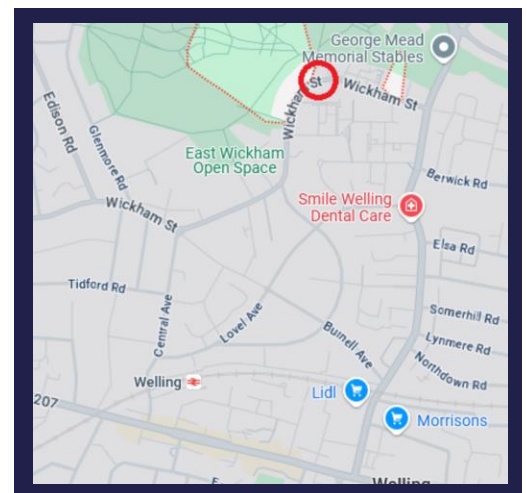 George Mead
Memorial Stables
Wickham St
Wickham St
Edison Rd
Glenmore Rd
East Wickham
Open Space
Berwick Rd
Smile Welling
Dental Care
Wickham St
Elsa Rd
Tidford Rd
Central Ave
Lovel Ave
Burnell Ave
Somerhill Rd
Lynmere Rd
Northdown Rd
Welling
Lidl
207
Morrisons
Welling